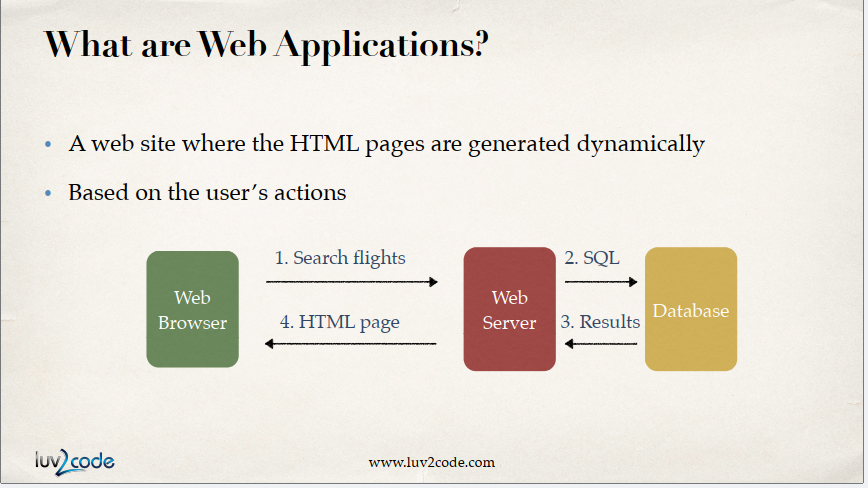 What are Web Applications?
• A web site where the HTML pages are generated dynamically
• Based on the user's actions
Web
Browser
1. Search flights
4. HTML page
Web
Server
2. SQL
3. Results
Database
luv2code
www.luv2code.com